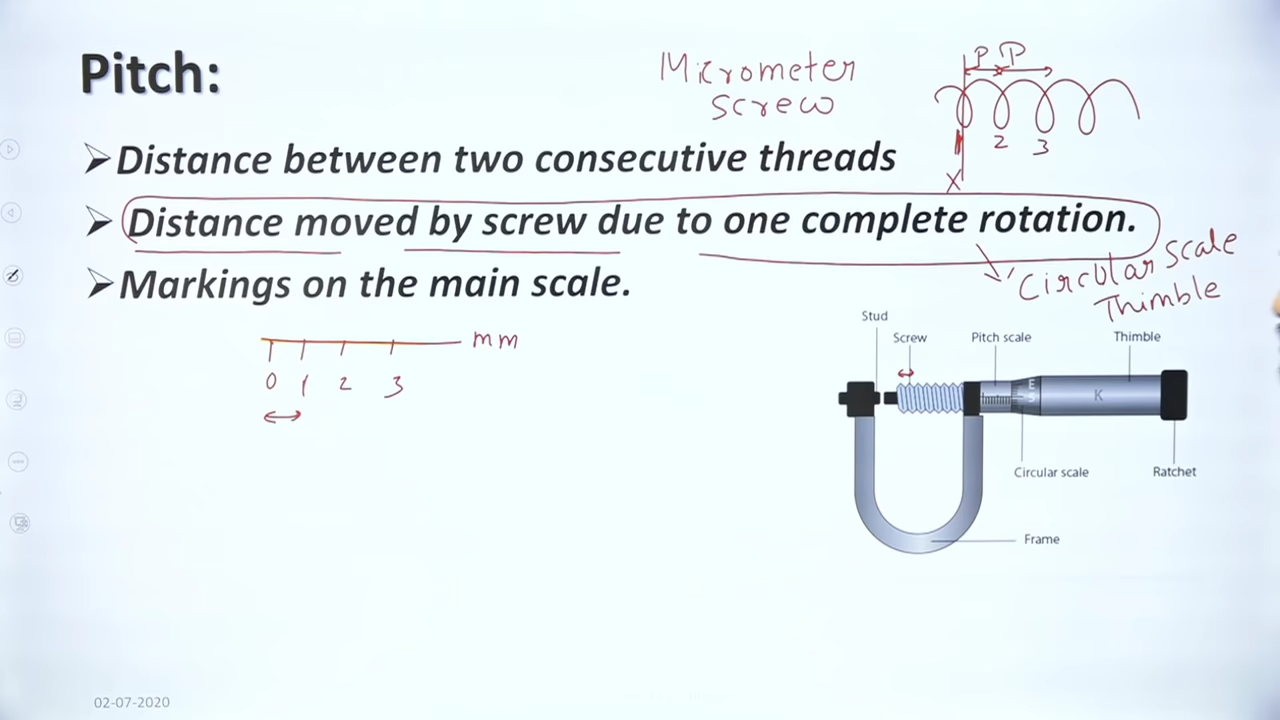 Pitch:
Micrometer
screw
P P
1 2 3
X
➢Distance between two consecutive threads
➢ Distance moved by screw due to one complete rotation.
➢Markings on the main scale.
Circular scale
Thimble
mm
0 1 2 3
Stud
Screw
Pitch scale
Thimble
K
Circular scale
Ratchet
Frame
02-07-2020